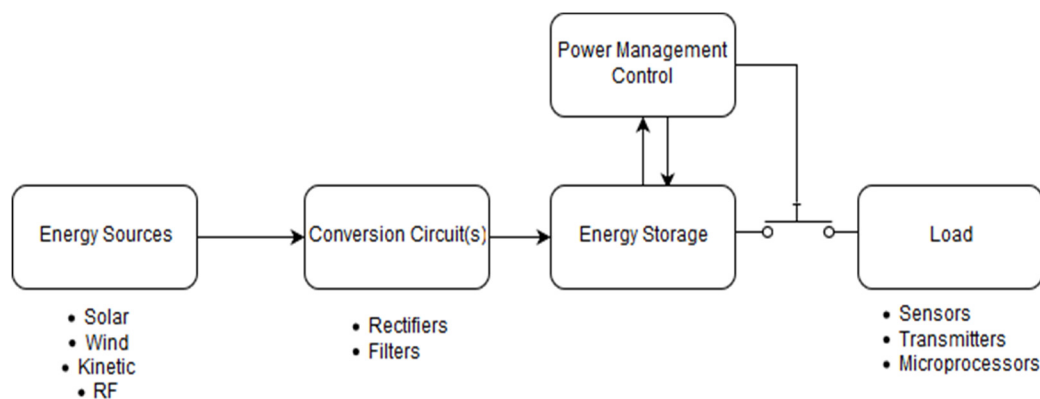 Power Management
Control
Energy Sources
Conversion Circuit(s)
Energy Storage
Load
• Solar
• Wind
• Kinetic
• RF
• Rectifiers
• Filters
• Sensors
• Transmitters
• Microprocessors